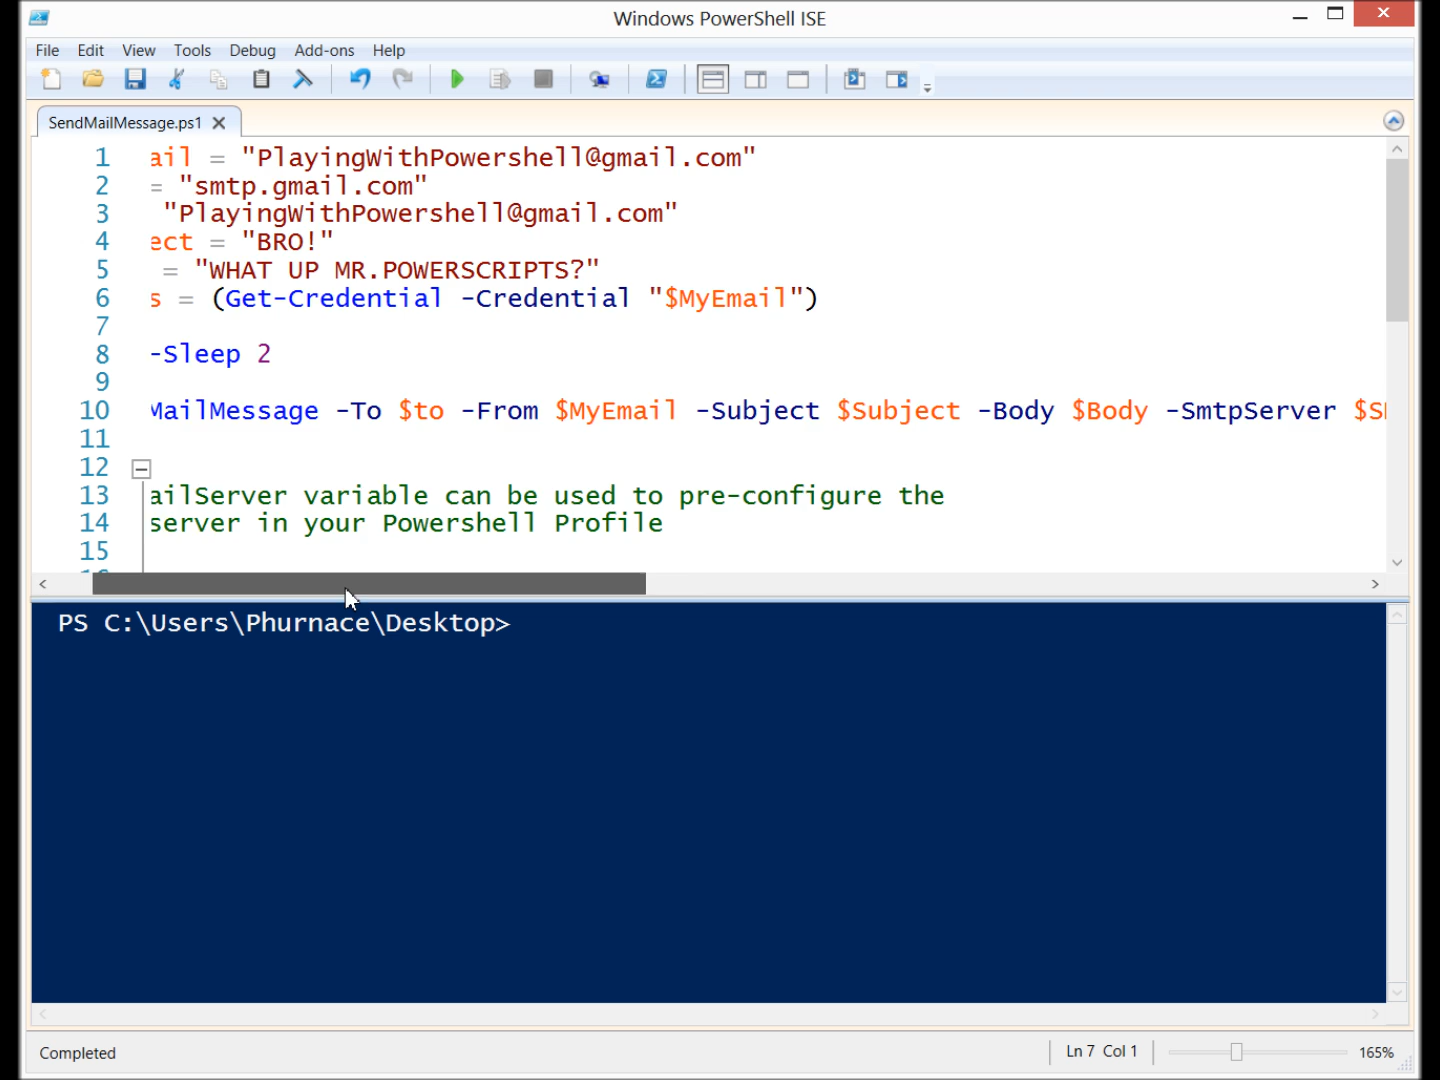 Windows PowerShell ISE
File Edit View Tools Debug Add-ons Help
SendMailMessage.ps1
1 ail = "PlayingWithPowershell@gmail.com"
2 = "smtp.gmail.com"
3 "PlayingWithPowershell@gmail.com"
4 ect = "BRO!"
5 = "WHAT UP MR.POWERSCRIPTS?"
6 s = (Get-Credential -Credential "$MyEmail")
7
8 -Sleep 2
9
10 MailMessage -To $to -From $MyEmail -Subject $Subject -Body $Body -SmtpServer $S
11
12
13 ailServer variable can be used to pre-configure the
14 server in your Powershell Profile
15
PS C:\Users\Phurnace\Desktop>
Completed
Ln 7 Col 1
165%